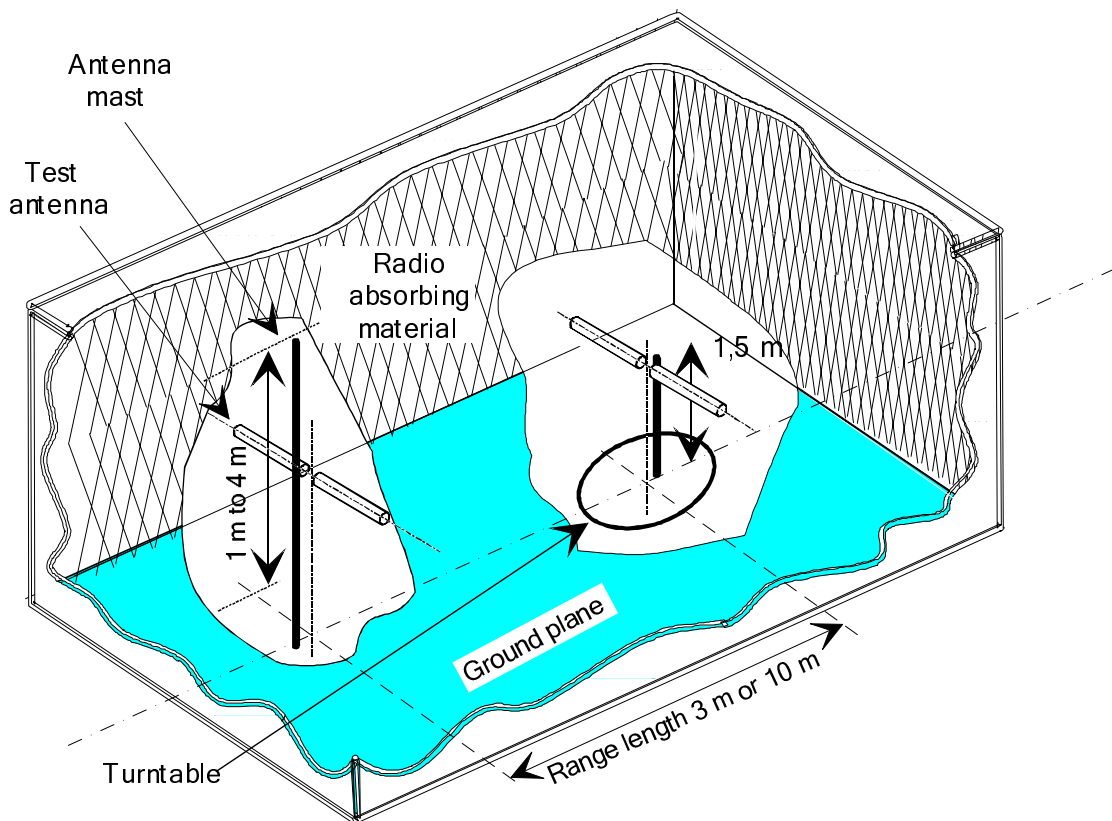 Antenna
mast
Test
antenna
Radio
absorbing
material
1,5 m
1 m to 4 m
Ground plane
Range length 3 m or 10 m
Turntable